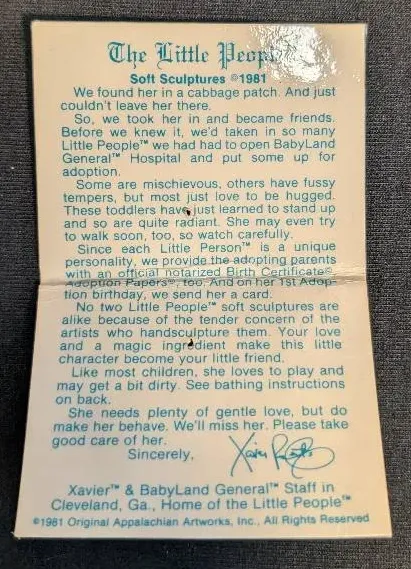 The Little People™
Soft Sculptures ©1981
We found her in a cabbage patch. And just
couldn't leave her there.
So, we took her in and became friends.
Before we knew it, we'd taken in so many
Little People™ we had had to open BabyLand
General™ Hospital and put some up for
adoption.
Some are mischievous, others have fussy
tempers, but most just love to be hugged.
These toddlers have just learned to stand up
and so are quite radiant. She may even try
to walk soon, too, so watch carefully.
Since each Little Person™ is a unique
personality, we provide the adopting parents
with an official notarized Birth Certificate©,
Adoption Papers©, too. And on her 1st Adop-
tion birthday, we send her a card.
No two Little People™ soft sculptures are
alike because of the tender concern of the
artists who handsculpture them. Your love
and a magic ingredient make this little
character become your little friend.
Like most children, she loves to play and
may get a bit dirty. See bathing instructions
on back.
She needs plenty of gentle love, but do
make her behave. We'll miss her. Please take
good care of her.
Sincerely,
Xavier™ & BabyLand General™ Staff in
Cleveland, Ga., Home of the Little People™
©1981 Original Appalachian Artworks, Inc., All Rights Reserved